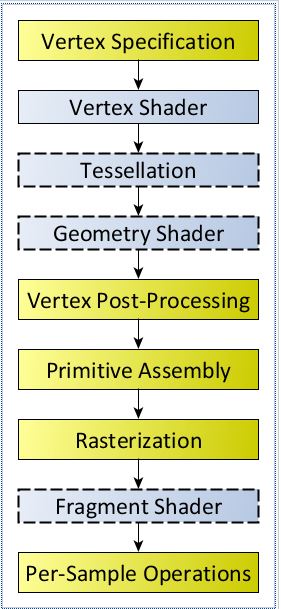 Vertex Specification
Vertex Shader
Tessellation
Geometry Shader
Vertex Post-Processing
Primitive Assembly
Rasterization
Fragment Shader
Per-Sample Operations